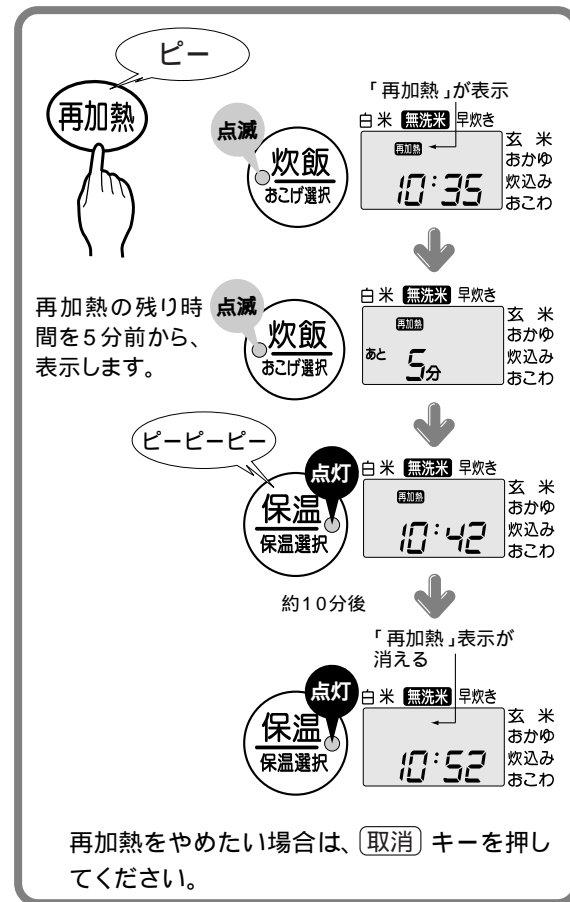 ピー
再加熱
「再加熱」が表示
点滅
炊飯
おこげ選択
白米 無洗米 早炊き
再加熱
10:35
玄米
おかゆ
炊込み
おこわ
再加熱の残り時
間を5分前から、
表示します。
点滅
炊飯
おこげ選択
白米 無洗米 早炊き
再加熱
あと 5分
玄米
おかゆ
炊込み
おこわ
ピーピーピー
点灯
保温
保温選択
白米 無洗米 早炊き
再加熱
10:42
玄米
おかゆ
炊込み
おこわ
約10分後
「再加熱」表示が
消える
点灯
保温
保温選択
白米 無洗米 早炊き
10:52
玄米
おかゆ
炊込み
おこわ
再加熱をやめたい場合は、取消 キーを押し
てください。